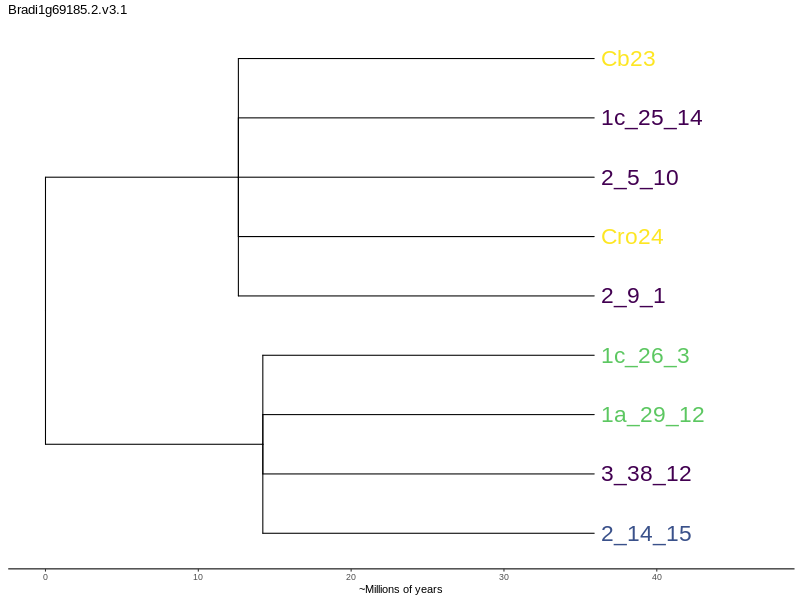 Bradi1g69185.2.v3.1
Cb23
1c_25_14
2_5_10
Cro24
2_9_1
1c_26_3
1a_29_12
3_38_12
2_14_15
0 10 20 30 40
~Millions of years